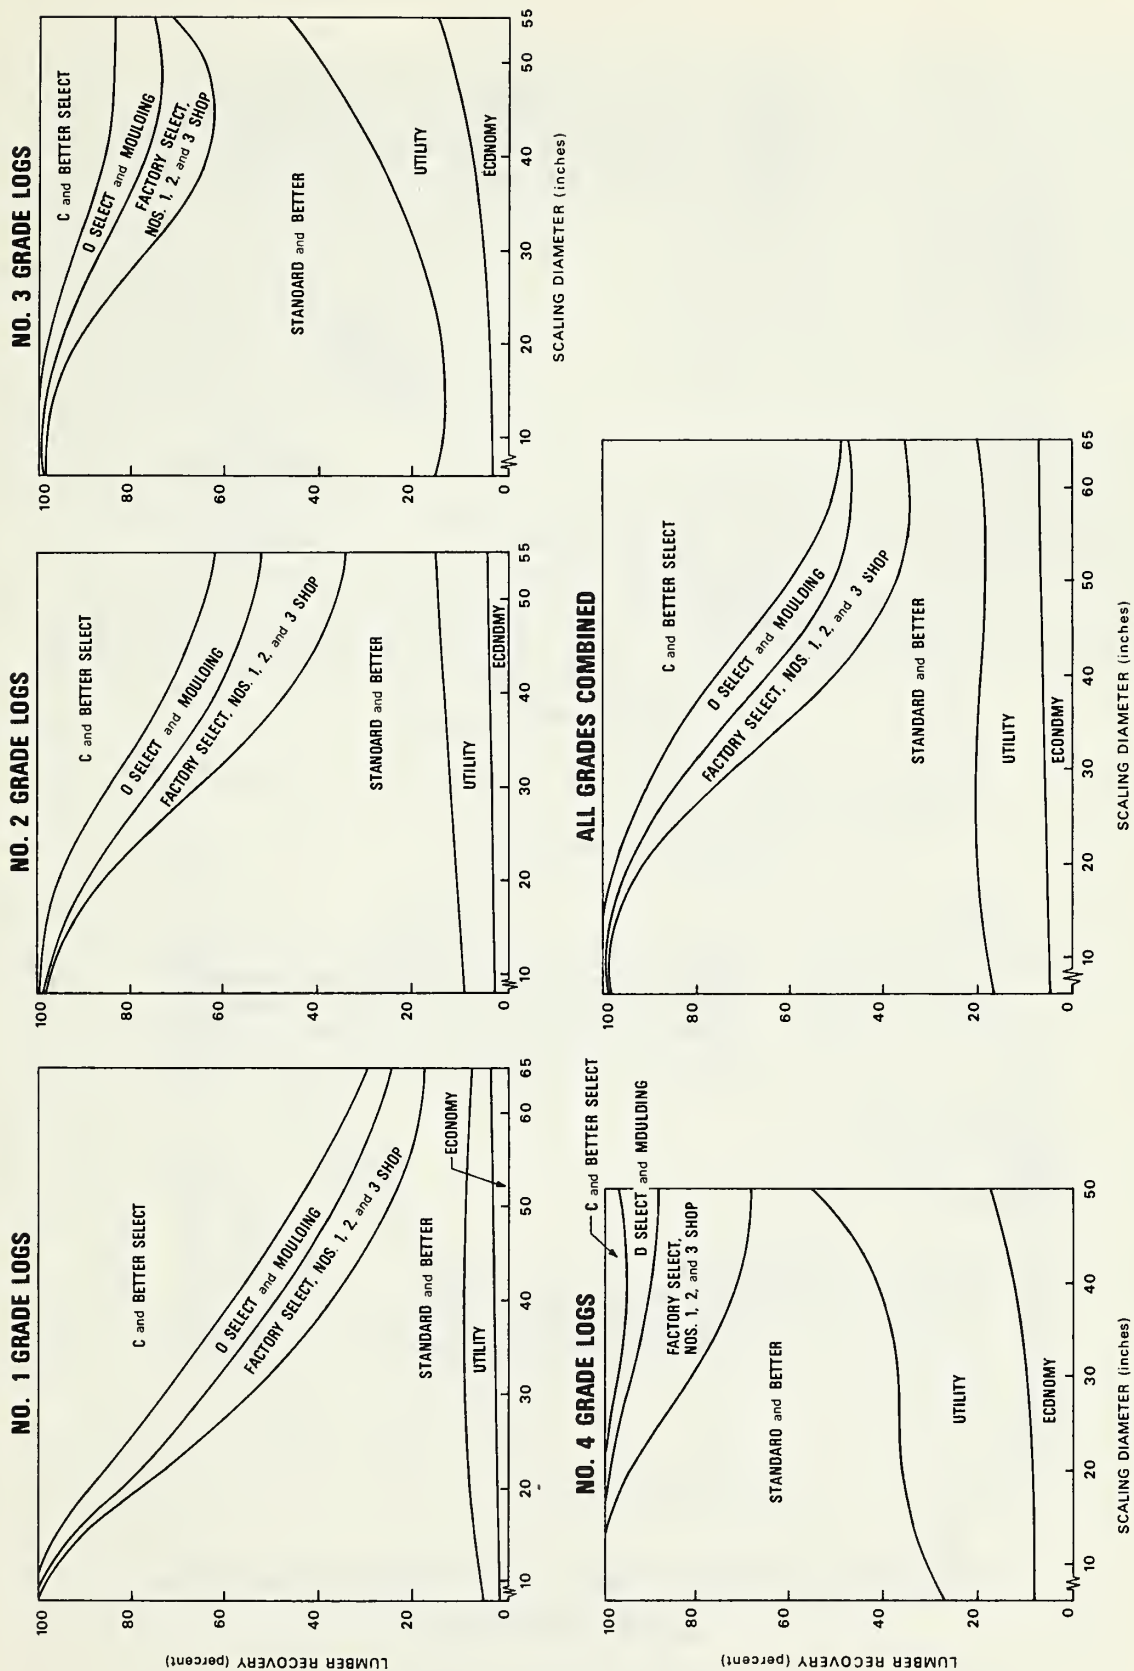 NO. 1 GRADE LOGS
LUMBER RECOVERY (percent)
100
80
60
40
20
0
C and BETTER SELECT
D SELECT and MOULDING
FACTORY SELECT, NOS. 1, 2, and 3 SHOP
STANDARD and BETTER
UTILITY
ECONOMY
10
20
30
40
50
60
65
NO. 2 GRADE LOGS
100
80
60
40
20
0
C and BETTER SELECT
D SELECT and MOULDING
FACTORY SELECT, NOS. 1, 2, and 3 SHOP
STANDARD and BETTER
UTILITY
ECONOMY
10
20
30
40
50
55
NO. 3 GRADE LOGS
100
80
60
40
20
0
C and BETTER SELECT
D SELECT and MOULDING
FACTORY SELECT,
NOS. 1, 2, and 3 SHOP
STANDARD and BETTER
UTILITY
ECONOMY
10
20
30
40
50
55
SCALING DIAMETER (inches)
NO. 4 GRADE LOGS
LUMBER RECOVERY (percent)
100
80
60
40
20
0
C and BETTER SELECT
D SELECT and MOULDING
FACTORY SELECT,
NOS. 1, 2, and 3 SHOP
STANDARD and BETTER
UTILITY
ECONOMY
10
20
30
40
50
SCALING DIAMETER (inches)
ALL GRADES COMBINED
100
80
60
40
20
0
C and BETTER SELECT
D SELECT and MOULDING
FACTORY SELECT, NOS. 1, 2, and 3 SHOP
STANDARD and BETTER
UTILITY
ECONOMY
10
20
30
40
50
60
65
SCALING DIAMETER (inches)